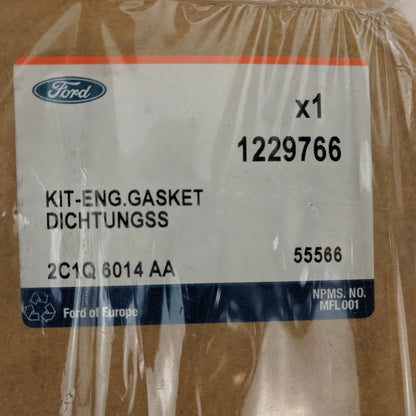 Ford
x1
1229766
KIT-ENG.GASKET
DICHTUNGSS
2C1Q 6014 AA
55566
Ford of Europe
NPMS. NO.
MFL001